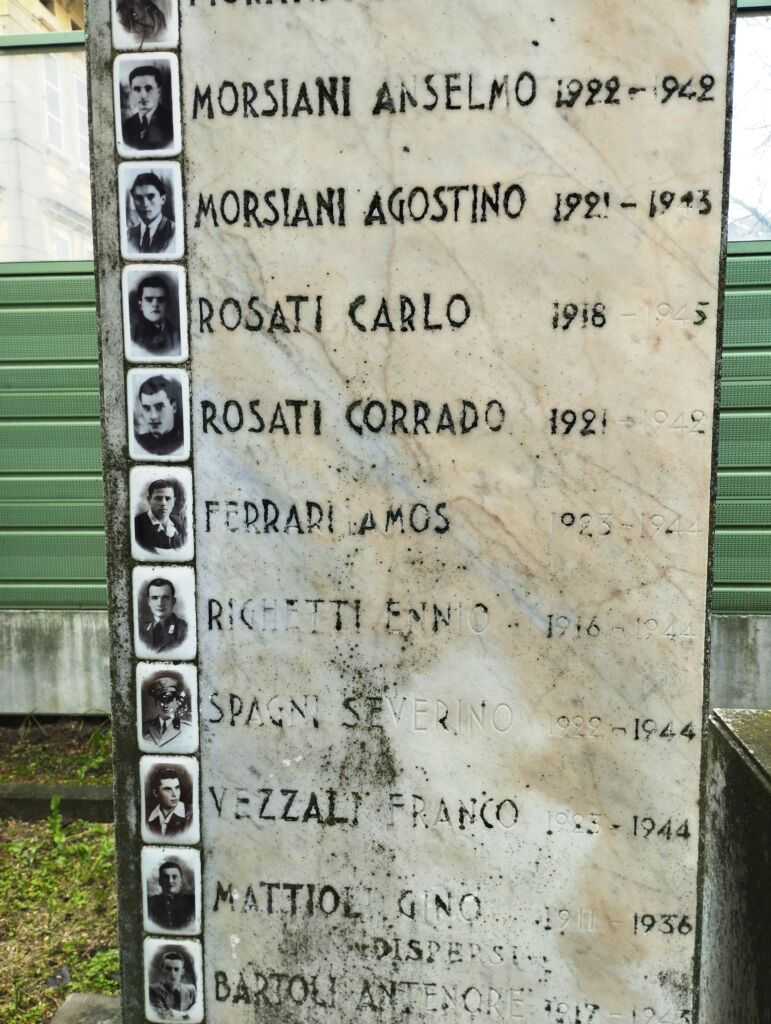 MORSIANI ANSELMO 1922 - 1942
MORSIANI AGOSTINO 1921 - 1943
ROSATI CARLO 1918 - 1945
ROSATI CORRADO 1921 - 1942
FERRARI AMOS 1923 - 1944
RIGHETTI ENNIO 1916 - 1944
SPAGNI SEVERINO 1922 - 1944
VEZZALI FRANCO 1923 - 1944
MATTIOLI GINO 1911 - 1936
DISPERSI
BARTOLI ANTENORE 1917 - 1943